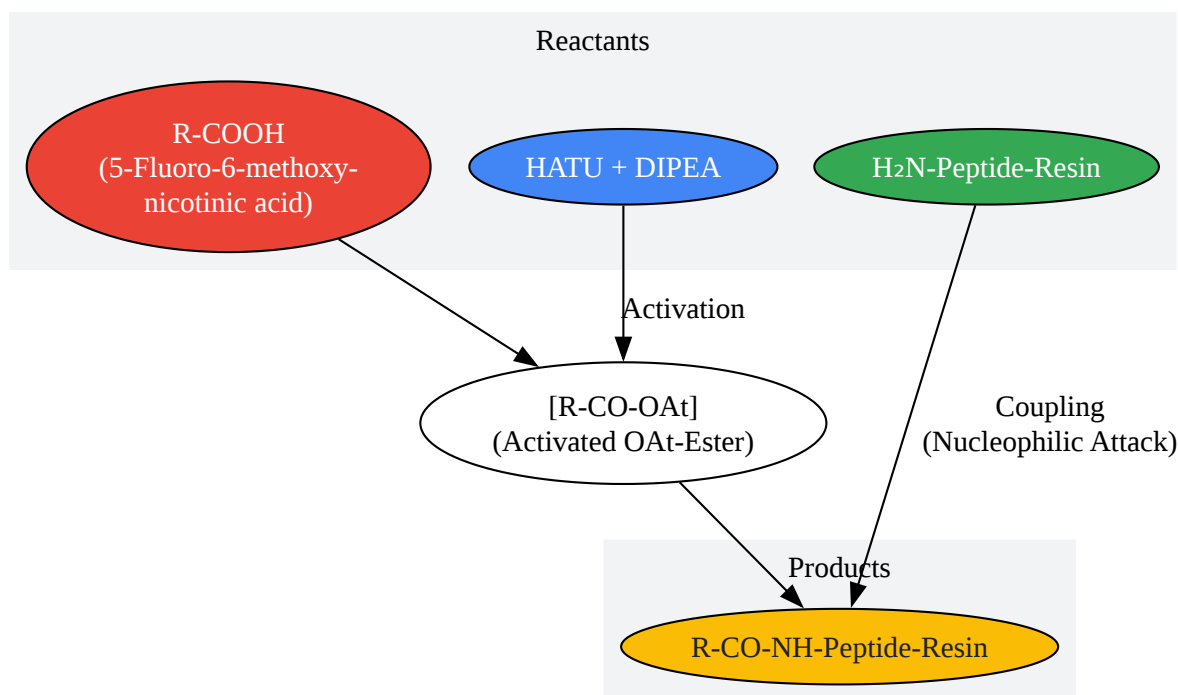 Reactants
R-COOH
(5-Fluoro-6-methoxy-
nicotinic acid)
HATU + DIPEA
H₂N-Peptide-Resin
Activation
[R-CO-OAt]
(Activated OAt-Ester)
Coupling
(Nucleophilic Attack)
Products
R-CO-NH-Peptide-Resin